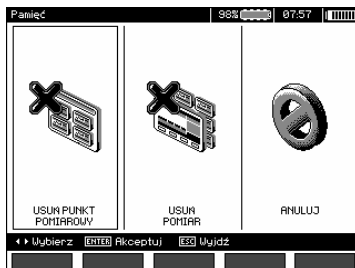 Pamięć 98% 07:57
USUŃ PUNKT
POMIAROWY
USUŃ
POMIAR
ANULUJ
Wybierz ENTER Akceptuj ESC Wyjdź